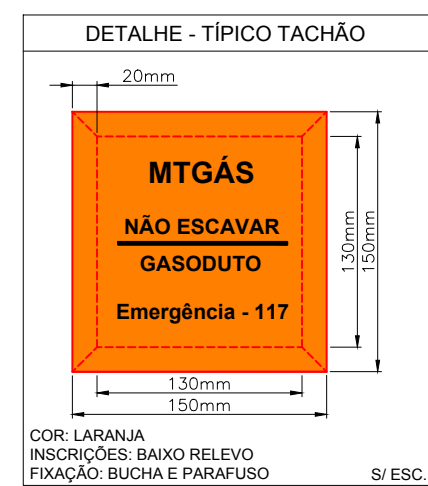 DETALHE - TÍPICO TACHÃO
20mm
MTGÁS
NÃO ESCAVAR
GASODUTO
Emergência - 117
130mm
150mm
130mm
150mm
COR: LARANJA
INSCRIÇÕES: BAIXO RELEVO
FIXAÇÃO: BUCHA E PARAFUSO
S/ ESC.